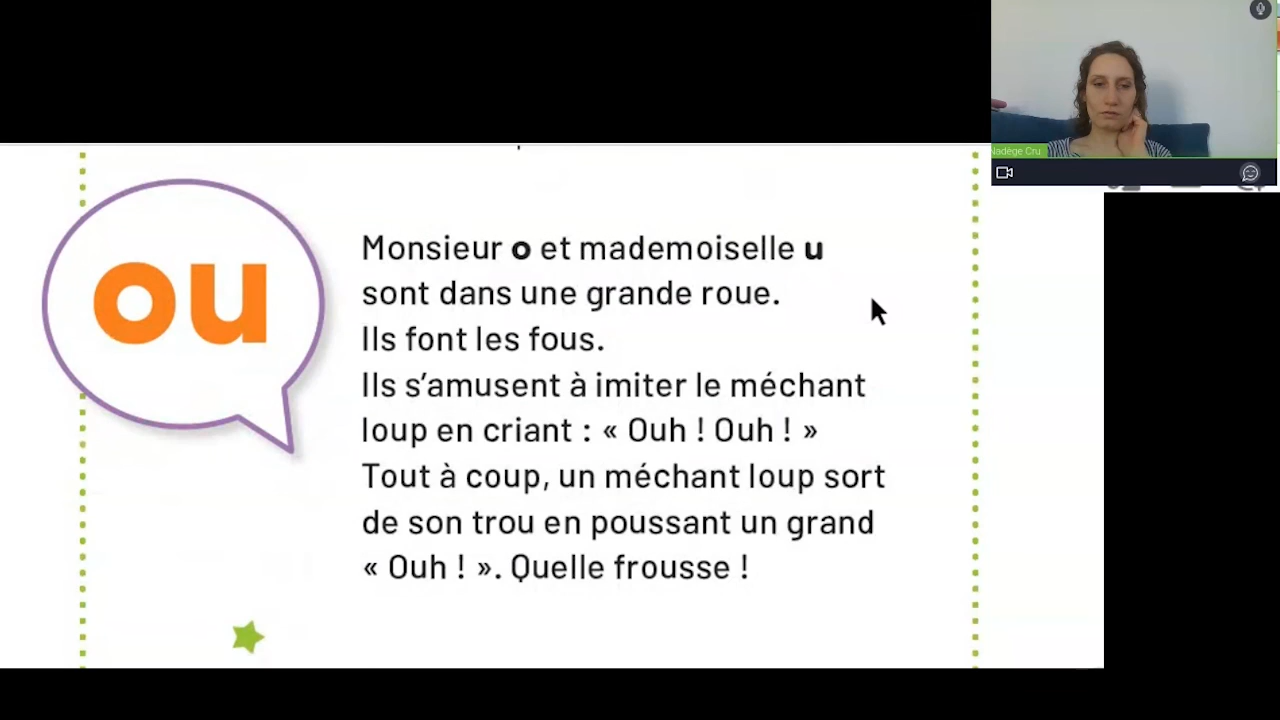 Nadège Cru
ou
Monsieur o et mademoiselle u
sont dans une grande roue.
Ils font les fous.
Ils s'amusent à imiter le méchant
loup en criant : « Ouh ! Ouh ! »
Tout à coup, un méchant loup sort
de son trou en poussant un grand
« Ouh ! ». Quelle frousse !